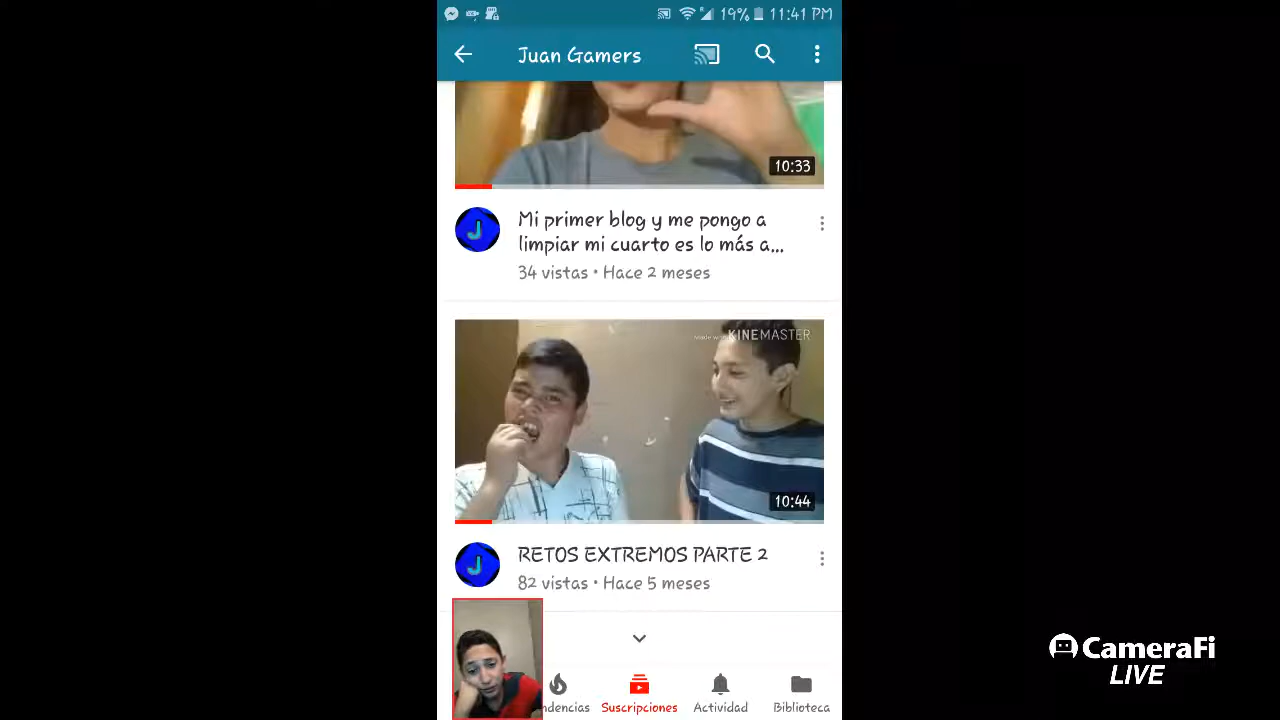 19% 11:41 PM
Juan Gamers
10:33
Mi primer blog y me pongo a
limpiar mi cuarto es lo más a...
34 vistas • Hace 2 meses
Made with KINEMASTER
10:44
J
RETOS EXTREMOS PARTE 2
82 vistas • Hace 5 meses
ndencias Suscripciones Actividad Biblioteca
CameraFi
LIVE